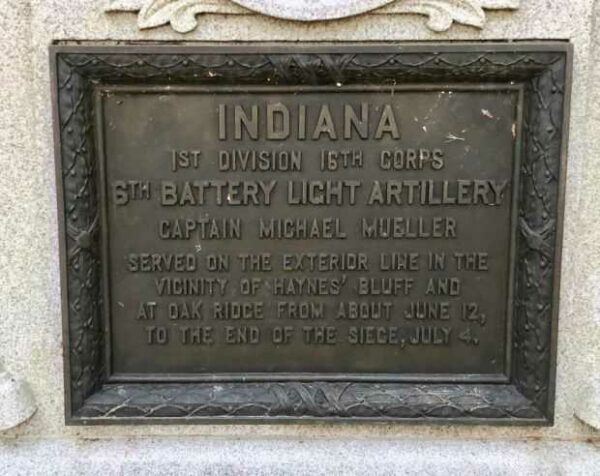 INDIANA
1ST DIVISION 16TH CORPS
6TH BATTERY LIGHT ARTILLERY
CAPTAIN MICHAEL MUELLER
SERVED ON THE EXTERIOR LINE IN THE
VICINITY OF HAYNES' BLUFF AND
AT OAK RIDGE FROM ABOUT JUNE 12,
TO THE END OF THE SIEGE, JULY 4.